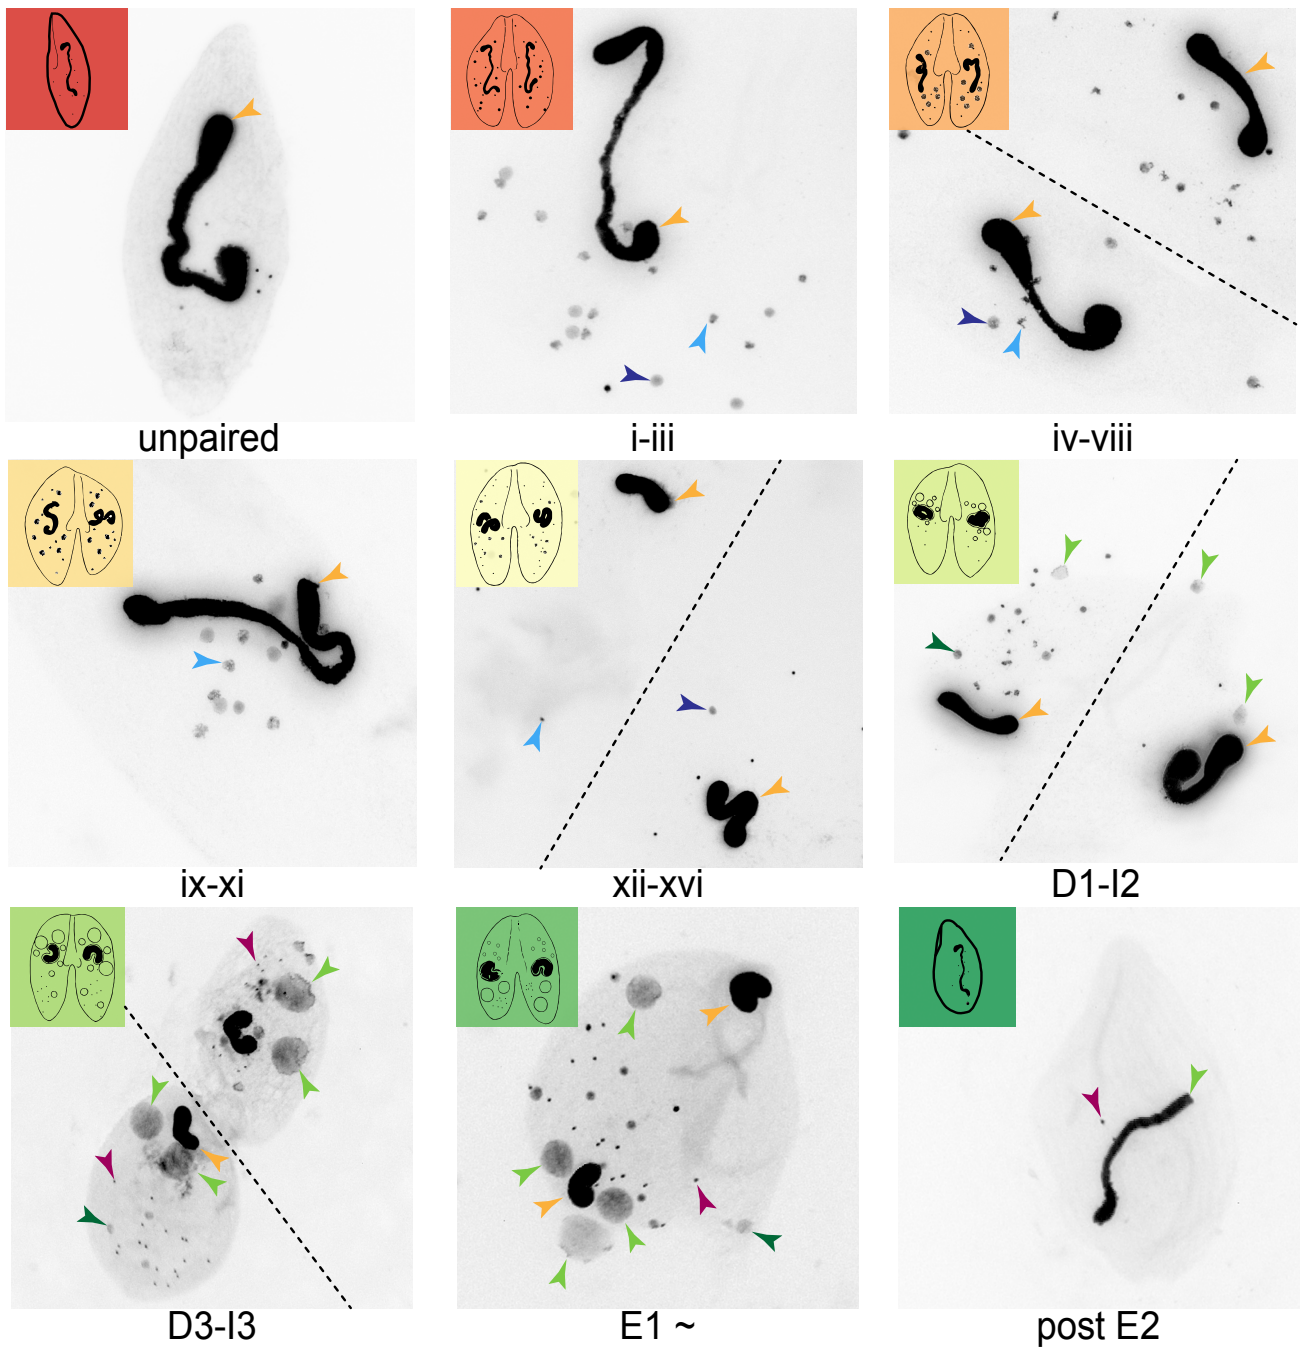 unpaired
i-iii
iv-viii
ix-xi
xii-xvi
D1-I2
D3-I3
E1 ~
post E2